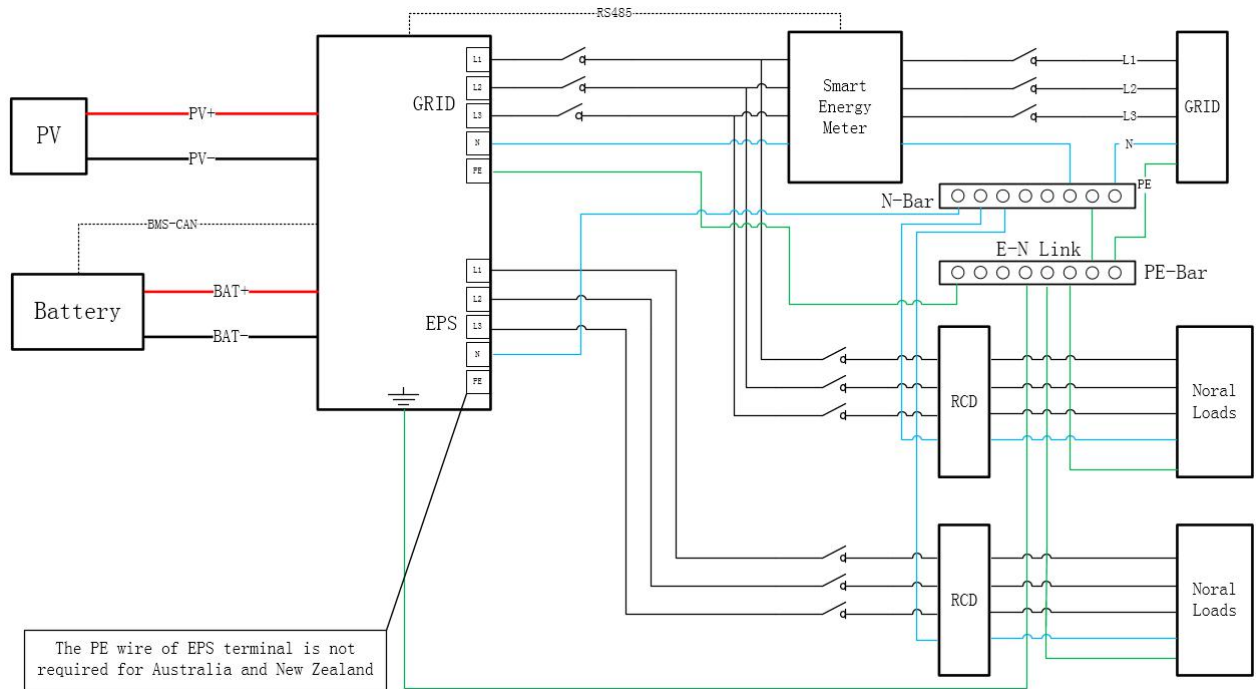 RS485
PV
PV+
PV-
BMS-CAN
Battery
BAT+
BAT-
GRID
L1
L2
L3
N
PE
EPS
L1
L2
L3
N
PE
Smart
Energy
Meter
L1
L2
L3
N
PE
GRID
N-Bar
E-N Link
PE-Bar
RCD
Noral
Loads
RCD
Noral
Loads
The PE wire of EPS terminal is not
required for Australia and New Zealand